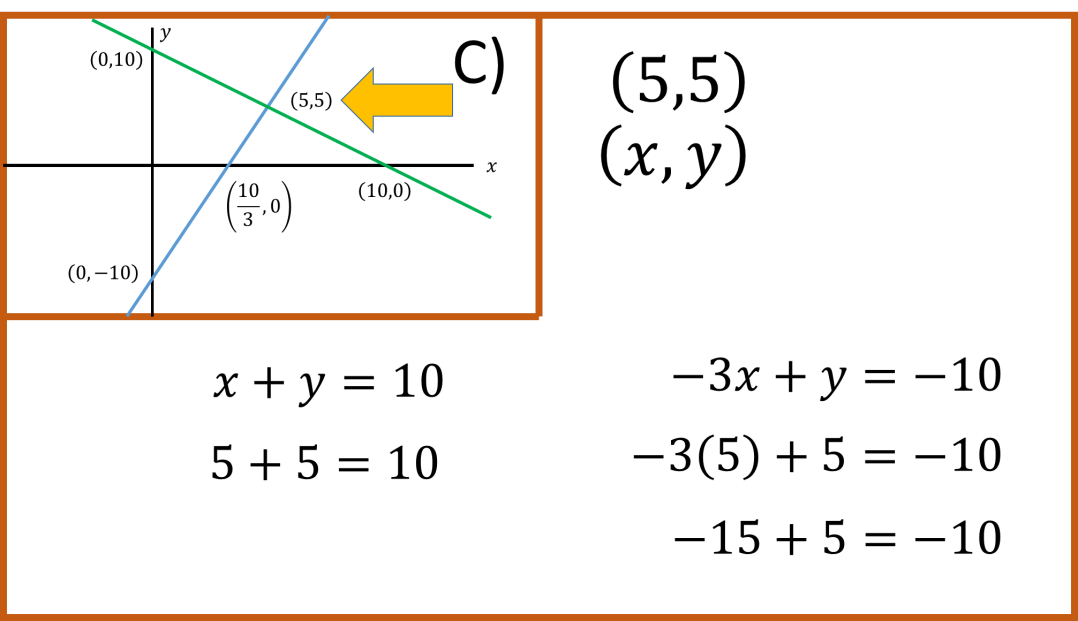 y
(0,10)
C)
(5,5)
x
(10/3, 0)
(10,0)
(0,−10)
(5,5)
(x, y)
x + y = 10
5 + 5 = 10
−3x + y = −10
−3(5) + 5 = −10
−15 + 5 = −10